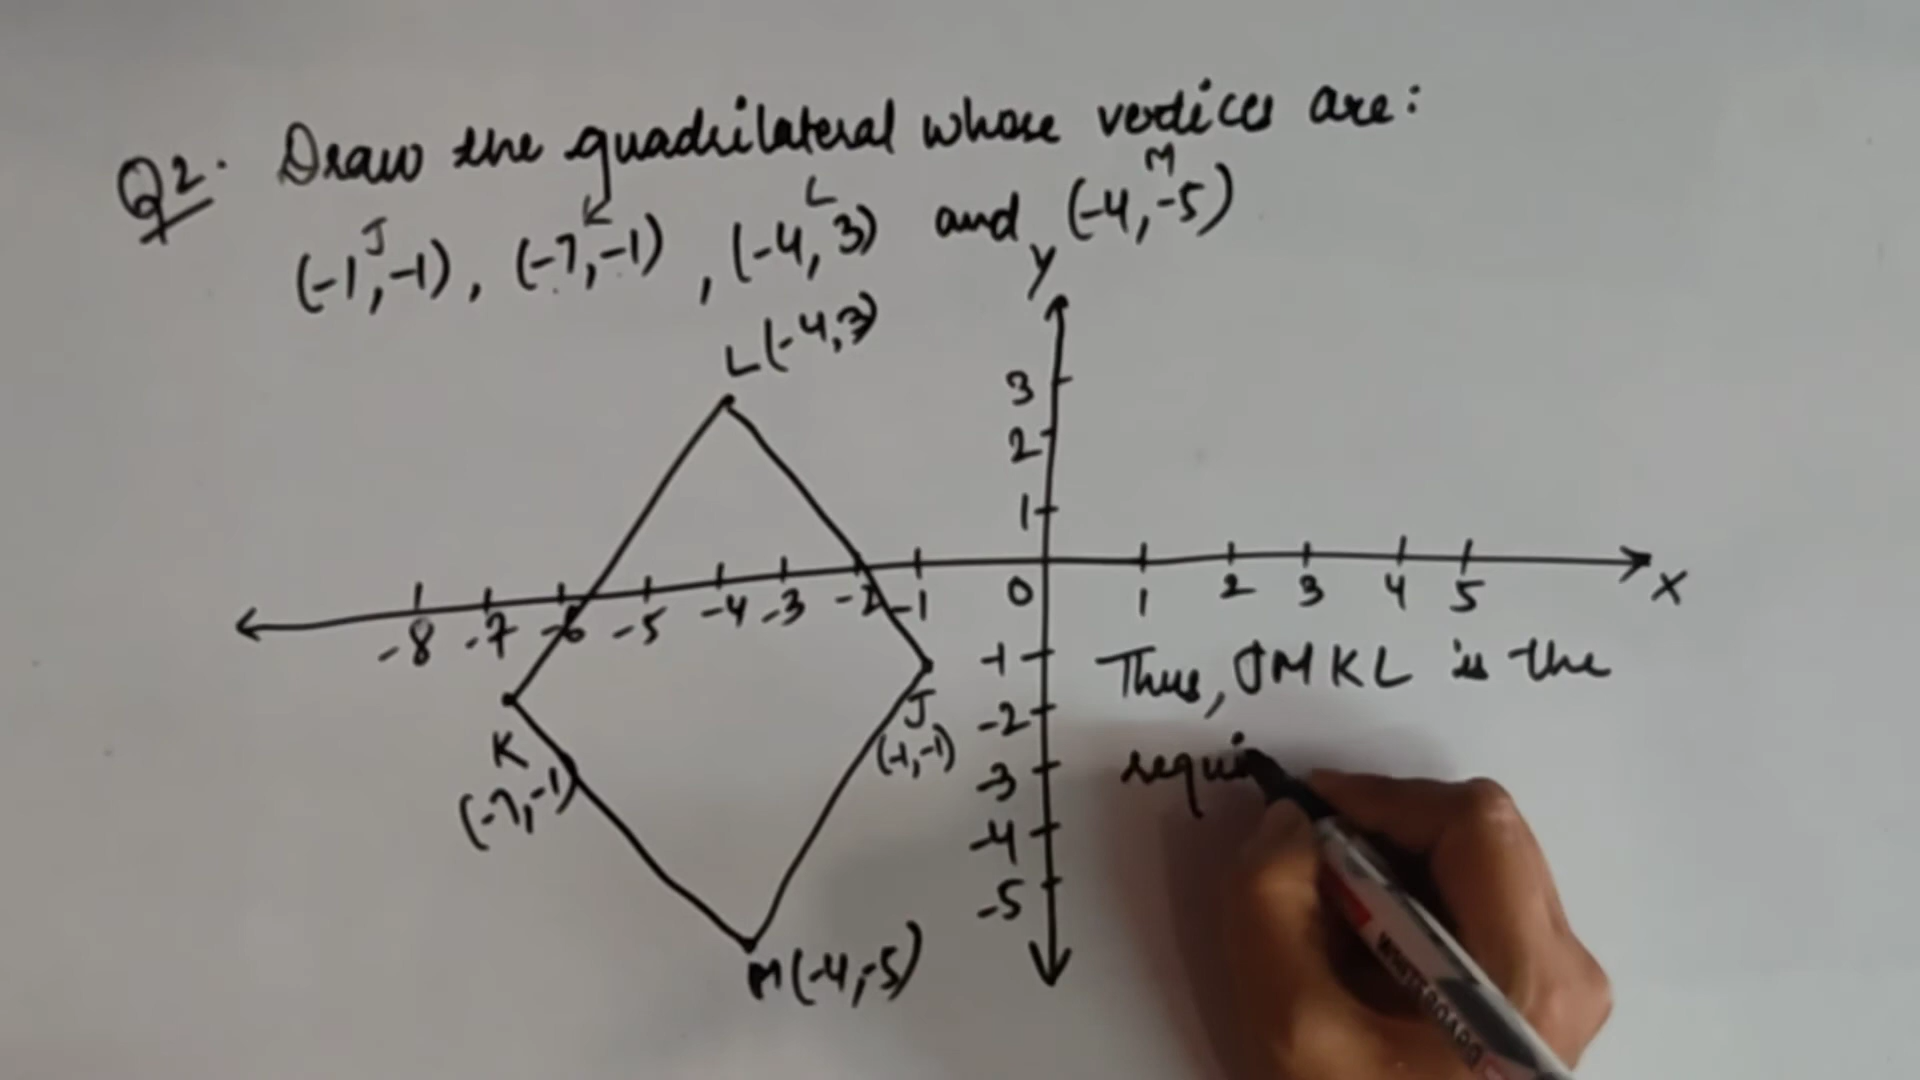 Q2. Draw the quadrilateral whose vertices are:
J K L M
(-1,-1), (-7,-1), (-4,3) and (-4,-5)
L(-4,3)
Y
3
2
1
-8 -7 -6 -5 -4 -3 -2 -1 0 1 2 3 4 5 X
-1
-2
-3
-4
-5
K
(-7,-1)
J
(-1,-1)
M(-4,-5)
Thus, JMKL is the
requi
WHITEBOARD